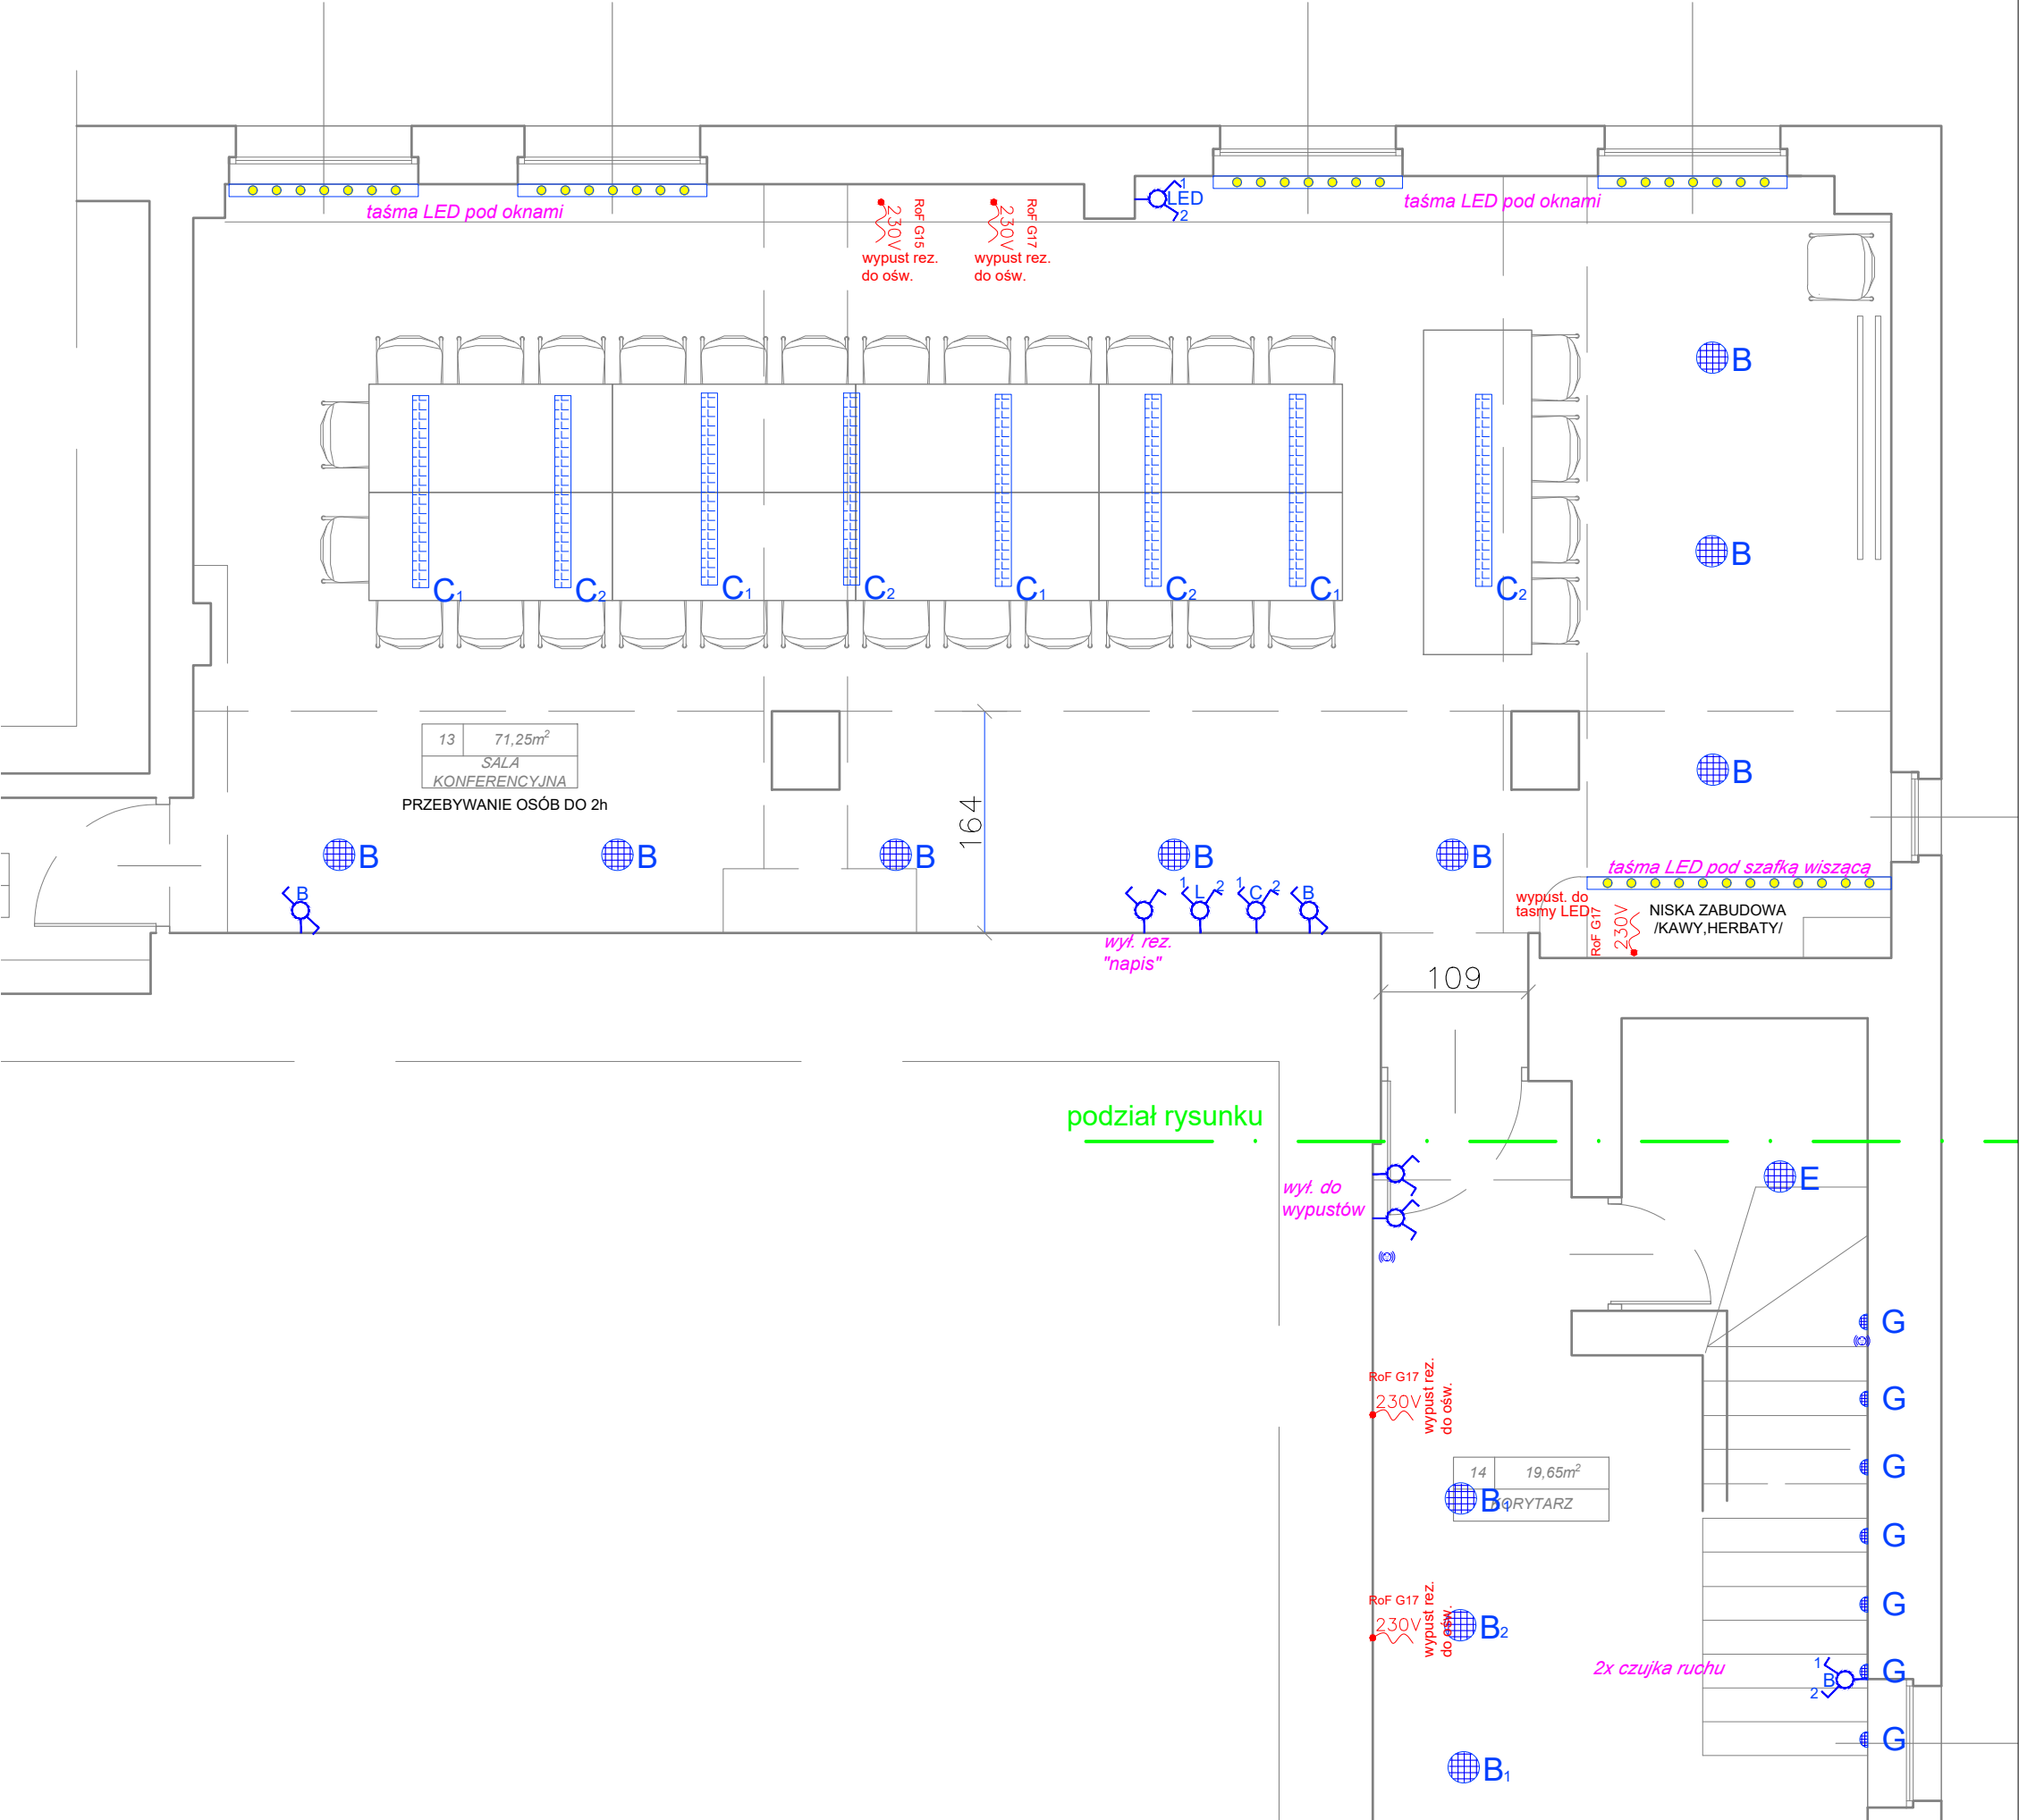 1
LED
2
taśma LED pod oknami
taśma LED pod oknami
RoF G15
230V
wypust rez.
do ośw.
RoF G17
230V
wypust rez.
do ośw.
B
B
C1
C2
C1
C2
C1
C2
C1
C2
13 71,25m²
SALA
KONFERENCYJNA
PRZEBYWANIE OSÓB DO 2h
164
B
B
B
B
B
B
taśma LED pod szafką wiszącą
B
1 L 2
1 C 2
B
wypust. do
tasmy LED
RoF G17
230V
NISKA ZABUDOWA
/KAWY,HERBATY/
wył. rez.
"napis"
109
podział rysunku
wył. do
wypustów
E
G
G
G
G
G
G
G
RoF G17
230V
wypust rez.
do ośw.
14 19,65m²
KORYTARZ
B1
RoF G17
230V
wypust rez.
do ośw.
B2
2x czujka ruchu
1
B
2
B1